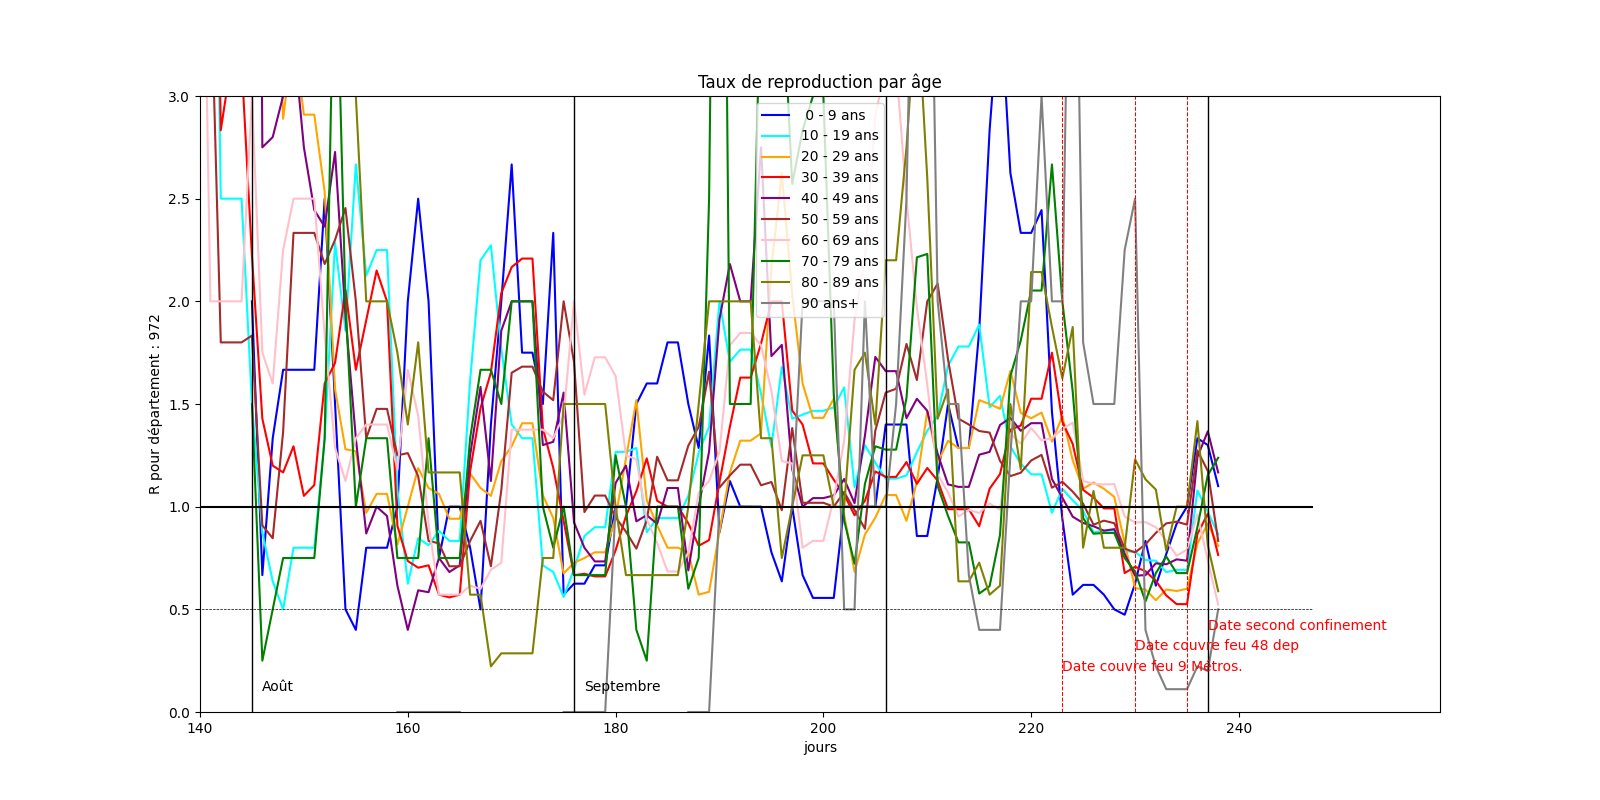 Taux de reproduction par âge
R pour département : 972
3.0
2.5
2.0
1.5
1.0
0.5
0.0
0 - 9 ans
10 - 19 ans
20 - 29 ans
30 - 39 ans
40 - 49 ans
50 - 59 ans
60 - 69 ans
70 - 79 ans
80 - 89 ans
90 ans+
Date second confinement
Date couvre feu 48 dep
Date couvre feu 9 Métros.
Août
Septembre
140
160
180
200
220
240
jours